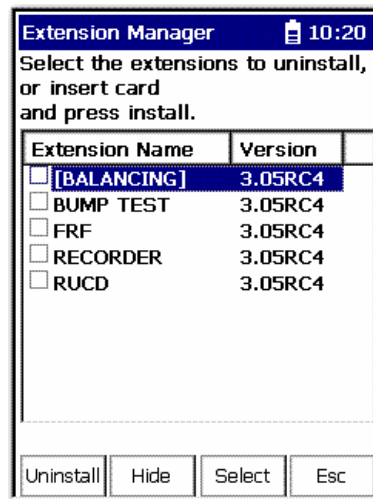 Extension Manager 10:20
Select the extensions to uninstall,
or insert card
and press install.
Extension Name Version
[BALANCING] 3.05RC4
BUMP TEST 3.05RC4
FRF 3.05RC4
RECORDER 3.05RC4
RUCD 3.05RC4
Uninstall Hide Select Esc